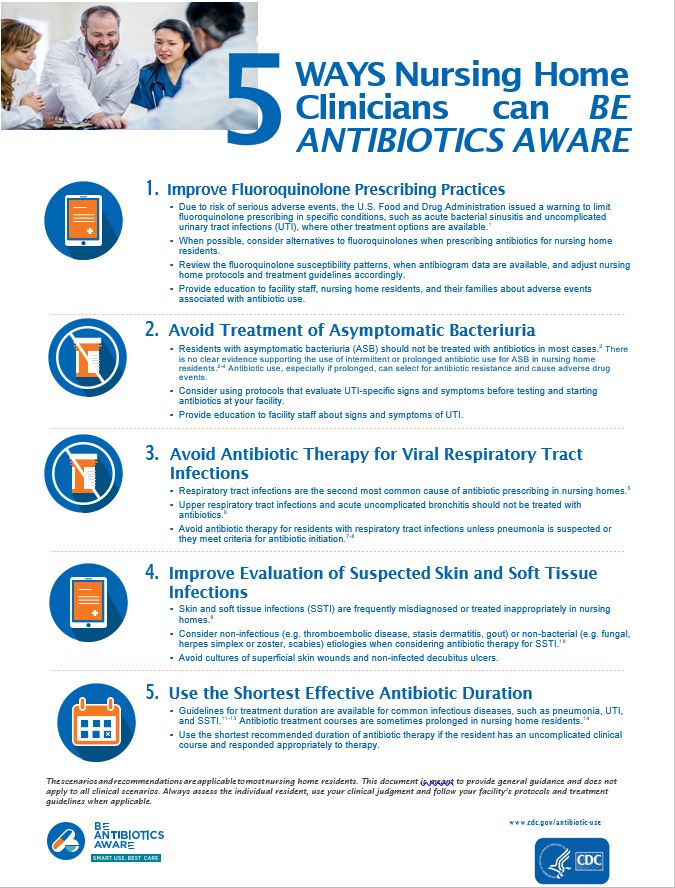 5 WAYS Nursing Home
Clinicians can BE
ANTIBIOTICS AWARE
1. Improve Fluoroquinolone Prescribing Practices
▪ Due to risk of serious adverse events, the U.S. Food and Drug Administration issued a warning to limit
fluoroquinolone prescribing in specific conditions, such as acute bacterial sinusitis and uncomplicated
urinary tract infections (UTI), where other treatment options are available.1
▪ When possible, consider alternatives to fluoroquinolones when prescribing antibiotics for nursing home
residents.
▪ Review the fluoroquinolone susceptibility patterns, when antibiogram data are available, and adjust nursing
home protocols and treatment guidelines accordingly.
▪ Provide education to facility staff, nursing home residents, and their families about adverse events
associated with antibiotic use.
2. Avoid Treatment of Asymptomatic Bacteriuria
▪ Residents with asymptomatic bacteriuria (ASB) should not be treated with antibiotics in most cases.2 There
is no clear evidence supporting the use of intermittent or prolonged antibiotic use for ASB in nursing home
residents.2-4 Antibiotic use, especially if prolonged, can select for antibiotic resistance and cause adverse drug
events.
▪ Consider using protocols that evaluate UTI-specific signs and symptoms before testing and starting
antibiotics at your facility.
▪ Provide education to facility staff about signs and symptoms of UTI.
3. Avoid Antibiotic Therapy for Viral Respiratory Tract
Infections
▪ Respiratory tract infections are the second most common cause of antibiotic prescribing in nursing homes.5
▪ Upper respiratory tract infections and acute uncomplicated bronchitis should not be treated with
antibiotics.6
▪ Avoid antibiotic therapy for residents with respiratory tract infections unless pneumonia is suspected or
they meet criteria for antibiotic initiation.7-8
4. Improve Evaluation of Suspected Skin and Soft Tissue
Infections
▪ Skin and soft tissue infections (SSTI) are frequently misdiagnosed or treated inappropriately in nursing
homes.9
▪ Consider non-infectious (e.g. thromboembolic disease, stasis dermatitis, gout) or non-bacterial (e.g. fungal,
herpes simplex or zoster, scabies) etiologies when considering antibiotic therapy for SSTI.10
▪ Avoid cultures of superficial skin wounds and non-infected decubitus ulcers.
5. Use the Shortest Effective Antibiotic Duration
▪ Guidelines for treatment duration are available for common infectious diseases, such as pneumonia, UTI,
and SSTI.11-13 Antibiotic treatment courses are sometimes prolonged in nursing home residents.14
▪ Use the shortest recommended duration of antibiotic therapy if the resident has an uncomplicated clinical
course and responded appropriately to therapy.
The scenarios and recommendations are applicable to most nursing home residents. This document is meant to provide general guidance and does not
apply to all clinical scenarios. Always assess the individual resident, use your clinical judgment and follow your facility's protocols and treatment
guidelines when applicable.
www.cdc.gov/antibiotic-use
BE
ANTIBIOTICS
AWARE
SMART USE. BEST CARE
CDC